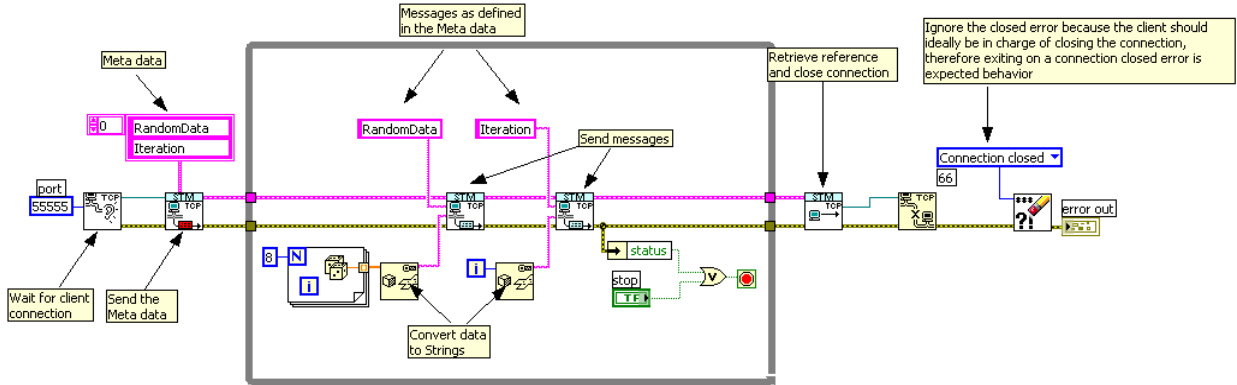 Messages as defined
in the Meta data
Ignore the closed error because the client should
ideally be in charge of closing the connection,
therefore exiting on a connection closed error is
expected behavior
Meta data
Retrieve reference
and close connection
0
RandomData
Iteration
RandomData
Iteration
Send messages
Connection closed
66
port
55555
TCP
STM
TCP
STM
TCP
STM
TCP
STM
TCP
TCP
?!
error out
8
N
i
i
status
stop
TF
V
Wait for client
connection
Send the
Meta data
Convert data
to Strings